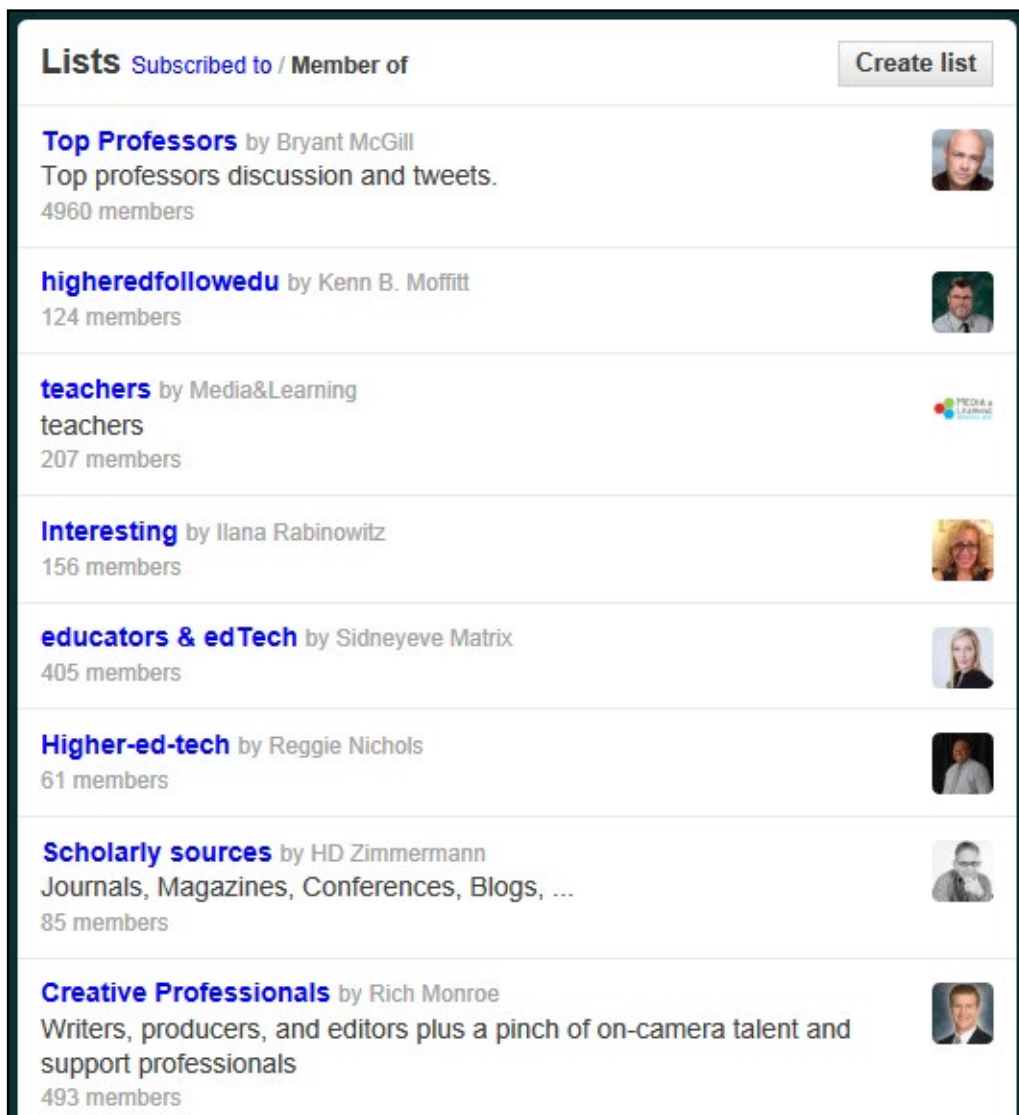 Lists Subscribed to / Member of
Create list
Top Professors by Bryant McGill
Top professors discussion and tweets.
4960 members
higheredfollowedu by Kenn B. Moffitt
124 members
teachers by Media&Learning
teachers
207 members
MEDIA &
LEARNING
Interesting by Ilana Rabinowitz
156 members
educators & edTech by Sidneyeve Matrix
405 members
Higher-ed-tech by Reggie Nichols
61 members
Scholarly sources by HD Zimmermann
Journals, Magazines, Conferences, Blogs, ...
85 members
Creative Professionals by Rich Monroe
Writers, producers, and editors plus a pinch of on-camera talent and
support professionals
493 members